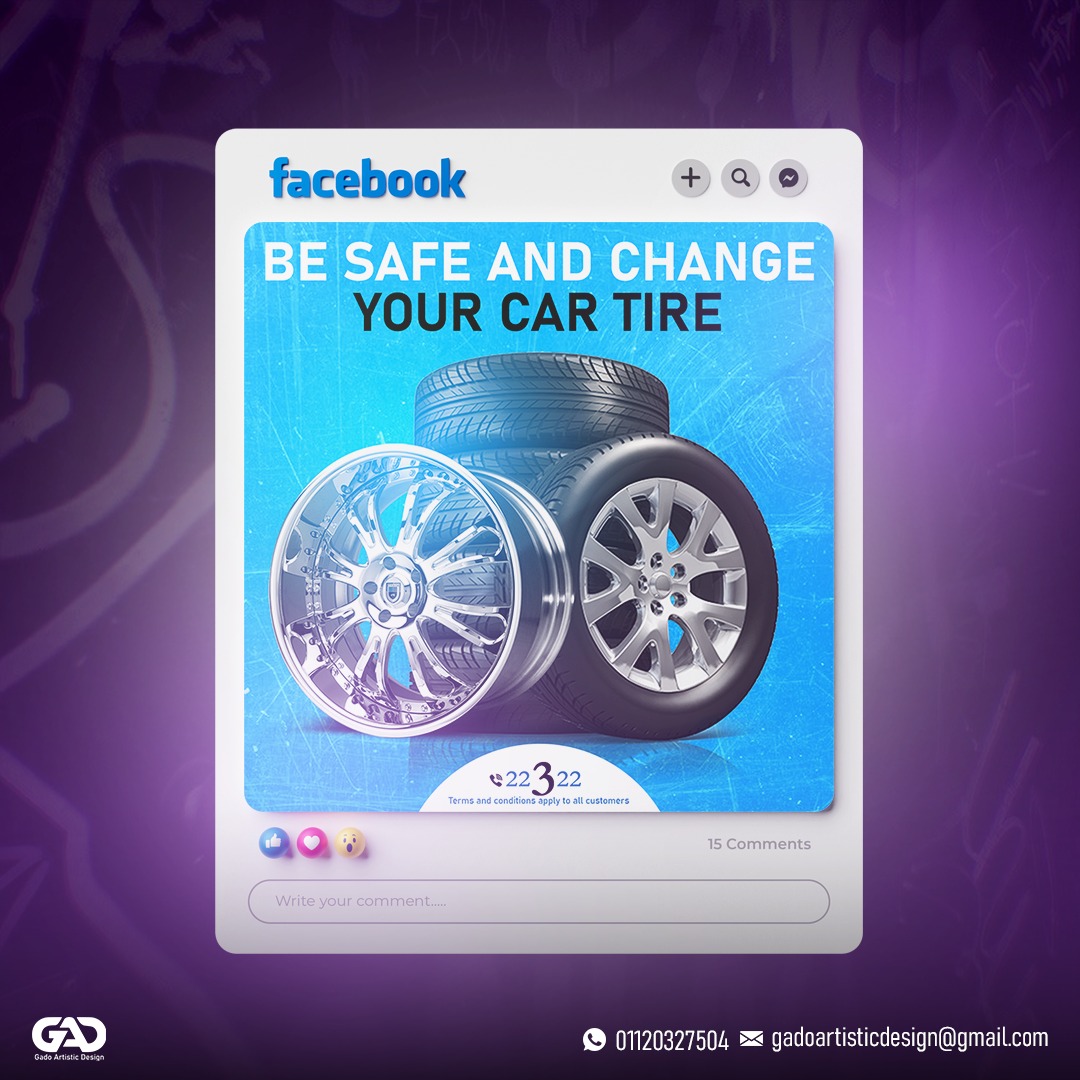 facebook
BE SAFE AND CHANGE
YOUR CAR TIRE
22322
Terms and conditions apply to all customers
15 Comments
Write your comment.....
GAD
Gado Artistic Design
01120327504 gadoartisticdesign@gmail.com